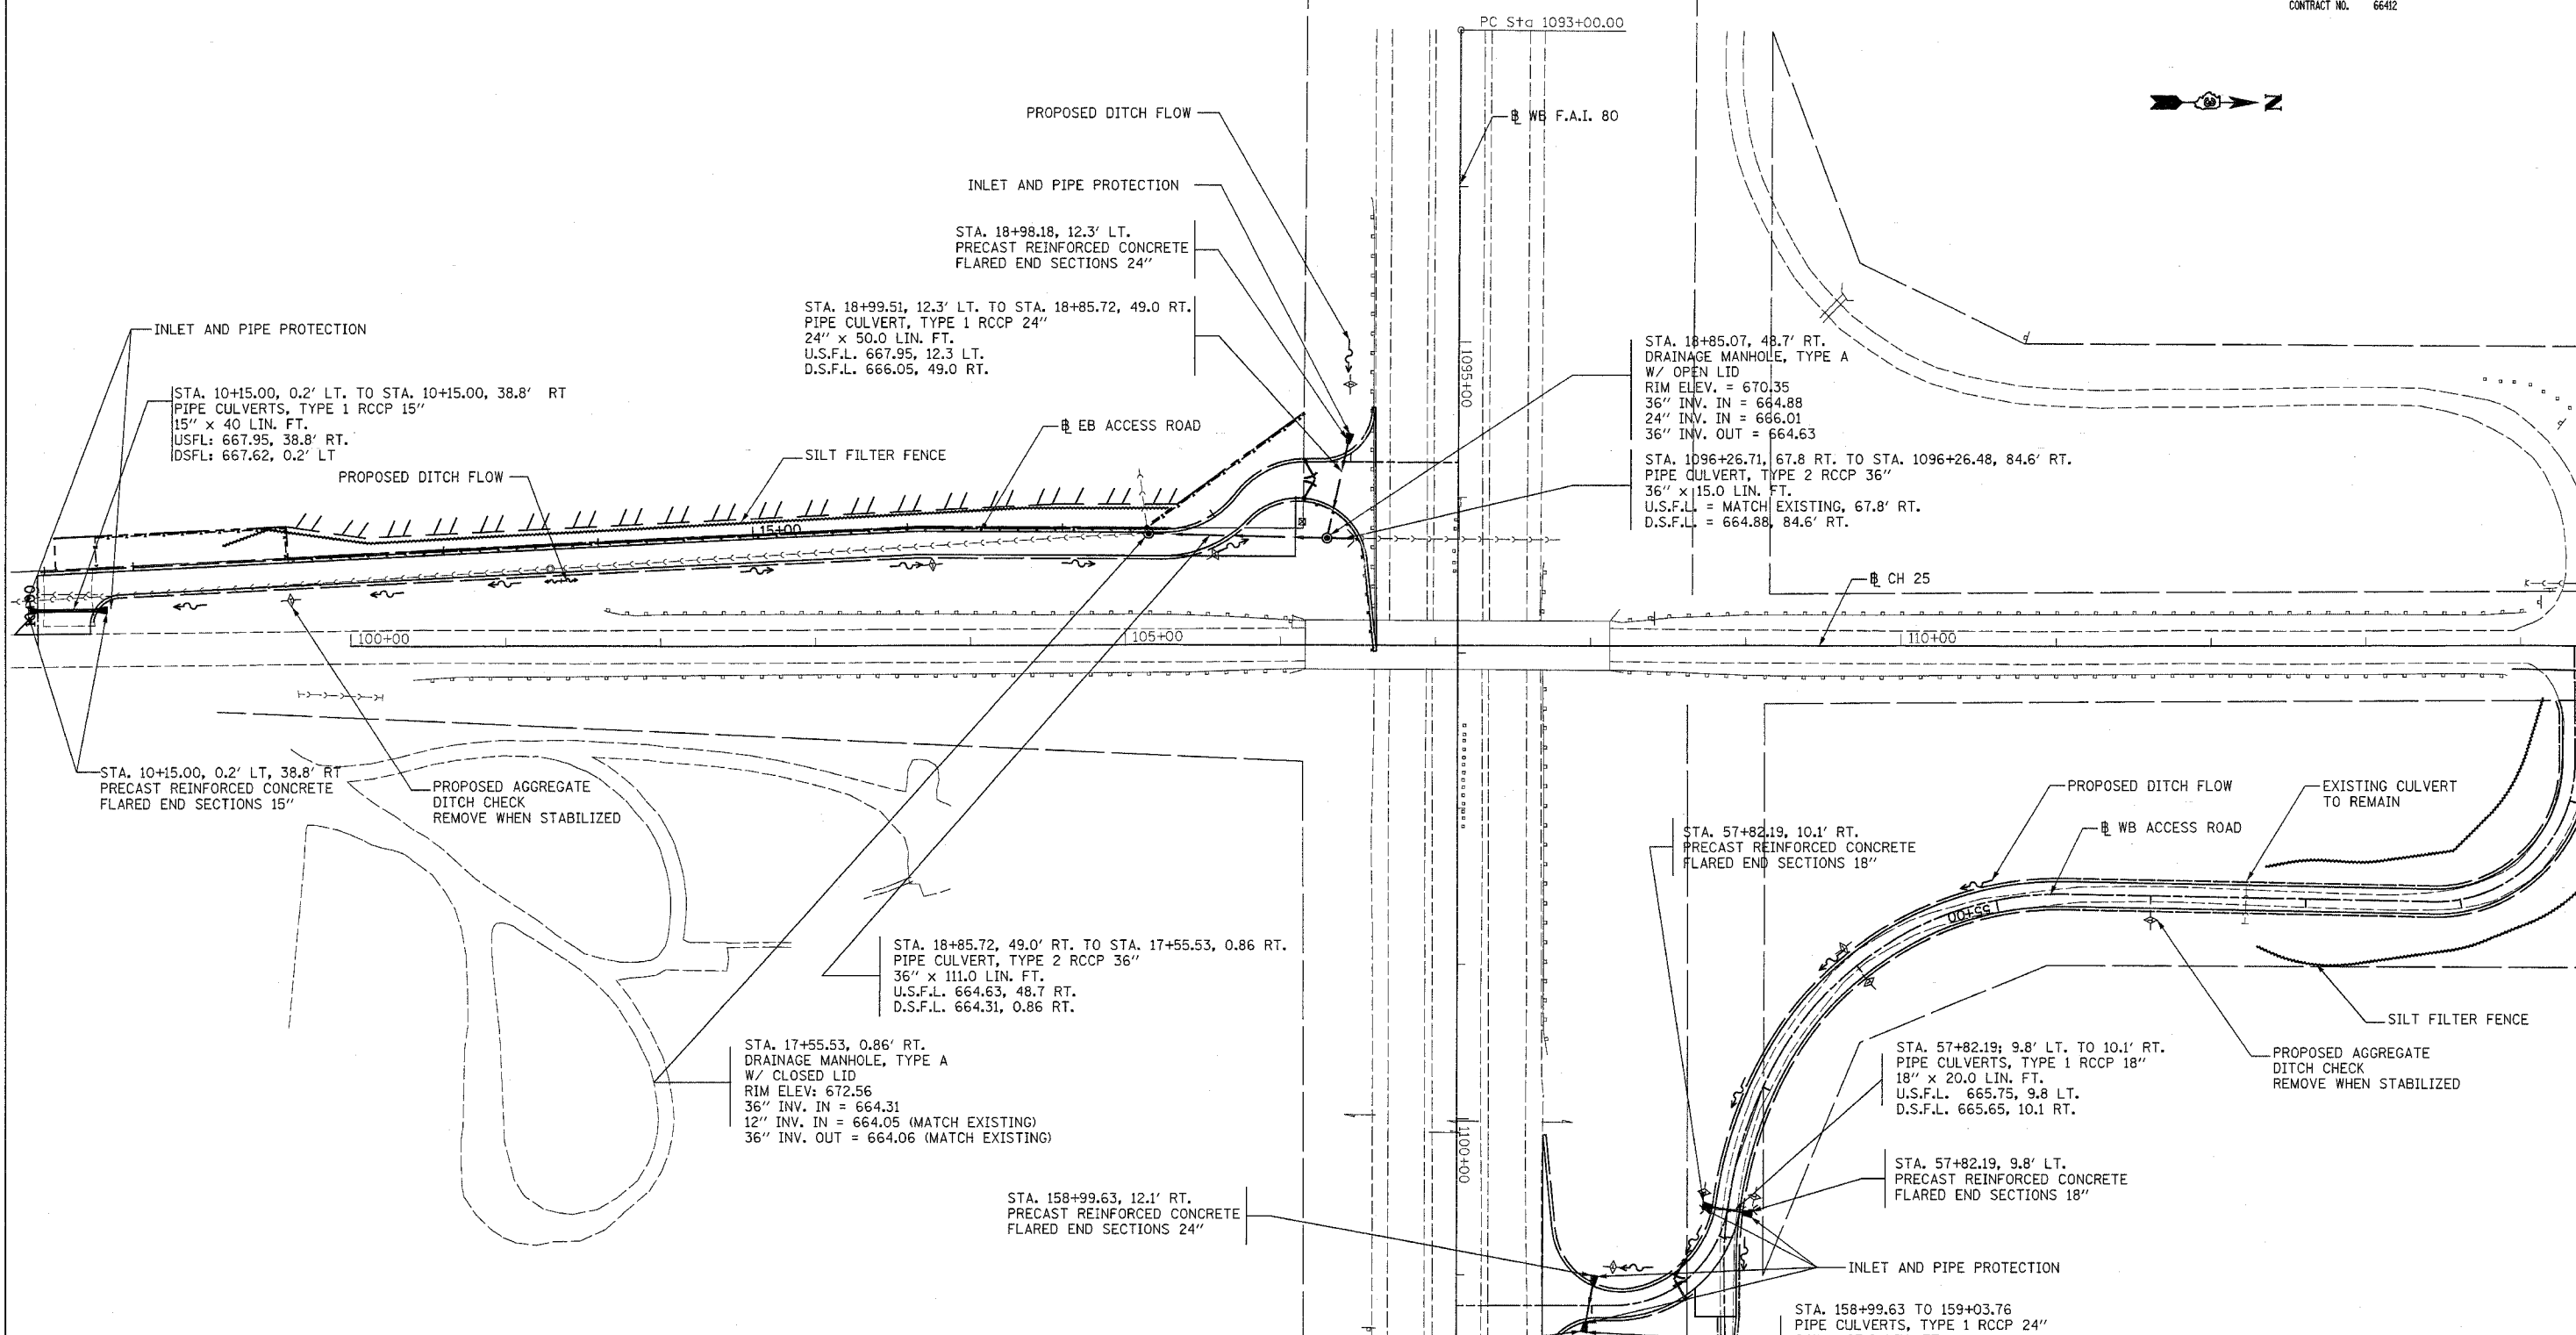 CONTRACT NO. 66412
PC Sta 1093+00.00
N
PROPOSED DITCH FLOW
℄ WB F.A.I. 80
INLET AND PIPE PROTECTION
STA. 18+98.18, 12.3' LT.
PRECAST REINFORCED CONCRETE
FLARED END SECTIONS 24"
STA. 18+99.51, 12.3' LT. TO STA. 18+85.72, 49.0 RT.
PIPE CULVERT, TYPE 1 RCCP 24"
24" x 50.0 LIN. FT.
U.S.F.L. 667.95, 12.3 LT.
D.S.F.L. 666.05, 49.0 RT.
INLET AND PIPE PROTECTION
STA. 10+15.00, 0.2' LT. TO STA. 10+15.00, 38.8' RT
PIPE CULVERTS, TYPE 1 RCCP 15"
15" x 40 LIN. FT.
USFL: 667.95, 38.8' RT.
DSFL: 667.62, 0.2' LT
℄ EB ACCESS ROAD
SILT FILTER FENCE
PROPOSED DITCH FLOW
1095+00
STA. 18+85.07, 48.7' RT.
DRAINAGE MANHOLE, TYPE A
W/ OPEN LID
RIM ELEV. = 670.35
36" INV. IN = 664.88
24" INV. IN = 666.01
36" INV. OUT = 664.63
STA. 1096+26.71, 67.8 RT. TO STA. 1096+26.48, 84.6' RT.
PIPE CULVERT, TYPE 2 RCCP 36"
36" x 15.0 LIN. FT.
U.S.F.L. = MATCH EXISTING, 67.8' RT.
D.S.F.L. = 664.88, 84.6' RT.
15+00
10+00
℄ CH 25
100+00
105+00
110+00
STA. 10+15.00, 0.2' LT, 38.8' RT
PRECAST REINFORCED CONCRETE
FLARED END SECTIONS 15"
PROPOSED AGGREGATE
DITCH CHECK
REMOVE WHEN STABILIZED
PROPOSED DITCH FLOW
EXISTING CULVERT
TO REMAIN
℄ WB ACCESS ROAD
STA. 57+82.19, 10.1' RT.
PRECAST REINFORCED CONCRETE
FLARED END SECTIONS 18"
55+00
STA. 18+85.72, 49.0' RT. TO STA. 17+55.53, 0.86 RT.
PIPE CULVERT, TYPE 2 RCCP 36"
36" x 111.0 LIN. FT.
U.S.F.L. 664.63, 48.7 RT.
D.S.F.L. 664.31, 0.86 RT.
SILT FILTER FENCE
STA. 17+55.53, 0.86' RT.
DRAINAGE MANHOLE, TYPE A
W/ CLOSED LID
RIM ELEV: 672.56
36" INV. IN = 664.31
12" INV. IN = 664.05 (MATCH EXISTING)
36" INV. OUT = 664.06 (MATCH EXISTING)
STA. 57+82.19; 9.8' LT. TO 10.1' RT.
PIPE CULVERTS, TYPE 1 RCCP 18"
18" x 20.0 LIN. FT.
U.S.F.L. 665.75, 9.8 LT.
D.S.F.L. 665.65, 10.1 RT.
PROPOSED AGGREGATE
DITCH CHECK
REMOVE WHEN STABILIZED
1100+00
STA. 57+82.19, 9.8' LT.
PRECAST REINFORCED CONCRETE
FLARED END SECTIONS 18"
STA. 158+99.63, 12.1' RT.
PRECAST REINFORCED CONCRETE
FLARED END SECTIONS 24"
INLET AND PIPE PROTECTION
STA. 158+99.63 TO 159+03.76
PIPE CULVERTS, TYPE 1 RCCP 24"